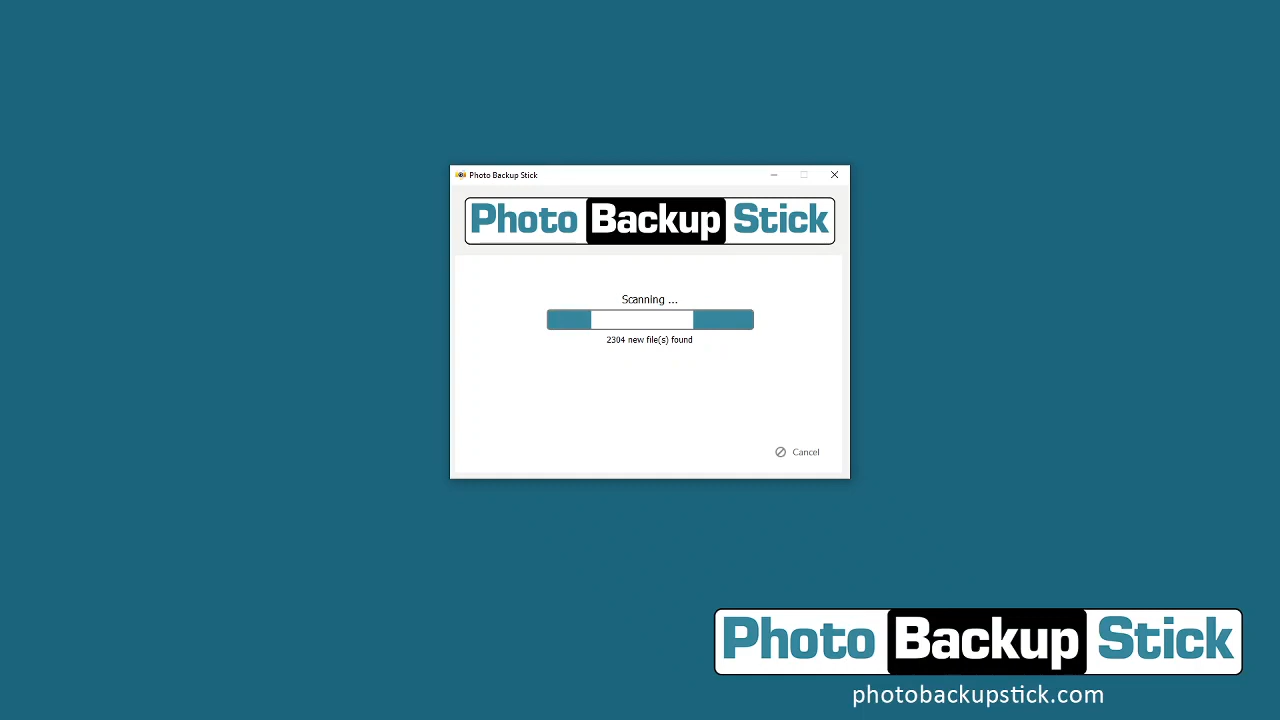 Photo Backup Stick
Photo Backup Stick
Scanning ...
2304 new file(s) found
Cancel
Photo Backup Stick
photobackupstick.com